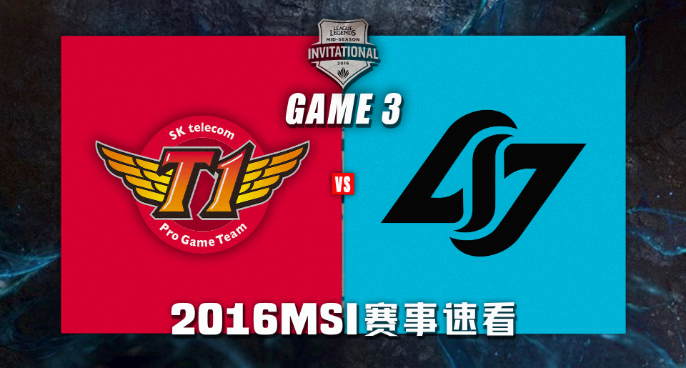 LEAGUE
LEGENDS
MID-SEASON
INVITATIONAL
2016
GAME 3
SK telecom
T1
Pro Game Team
VS
2016MSI赛事速看